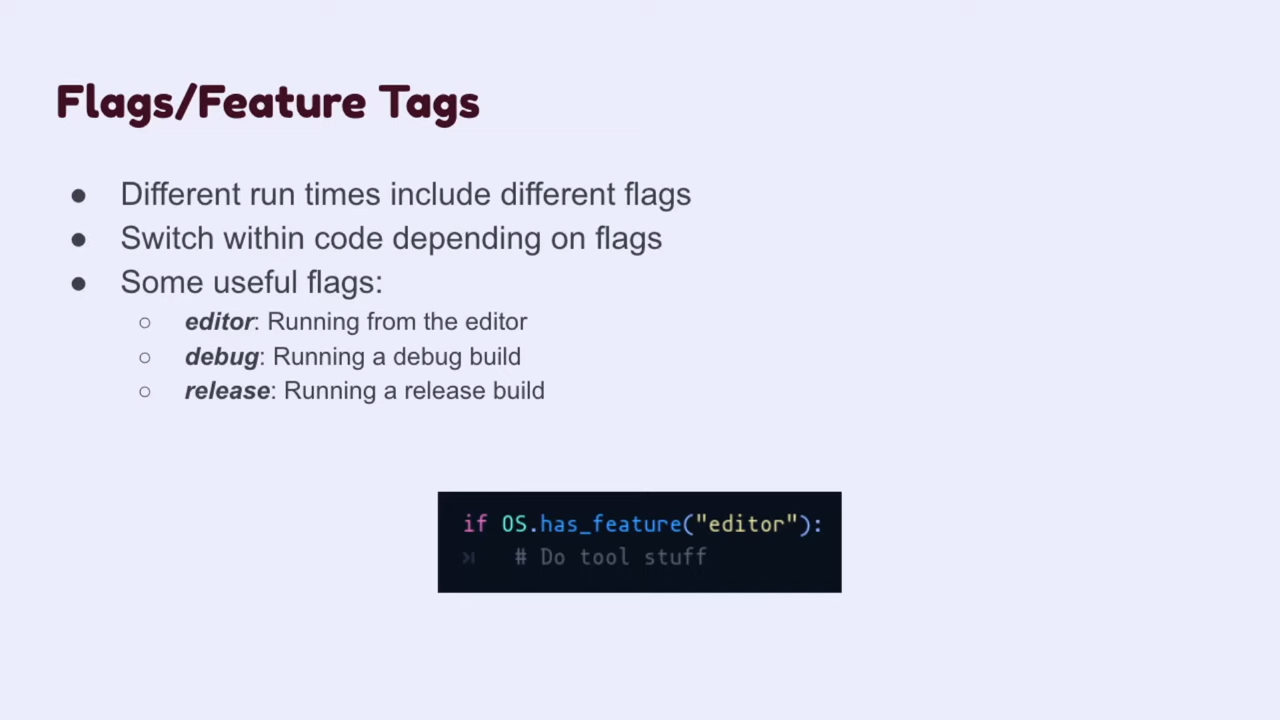 Flags/Feature Tags
● Different run times include different flags
● Switch within code depending on flags
● Some useful flags:
○ editor: Running from the editor
○ debug: Running a debug build
○ release: Running a release build
if OS.has_feature("editor"):
# Do tool stuff